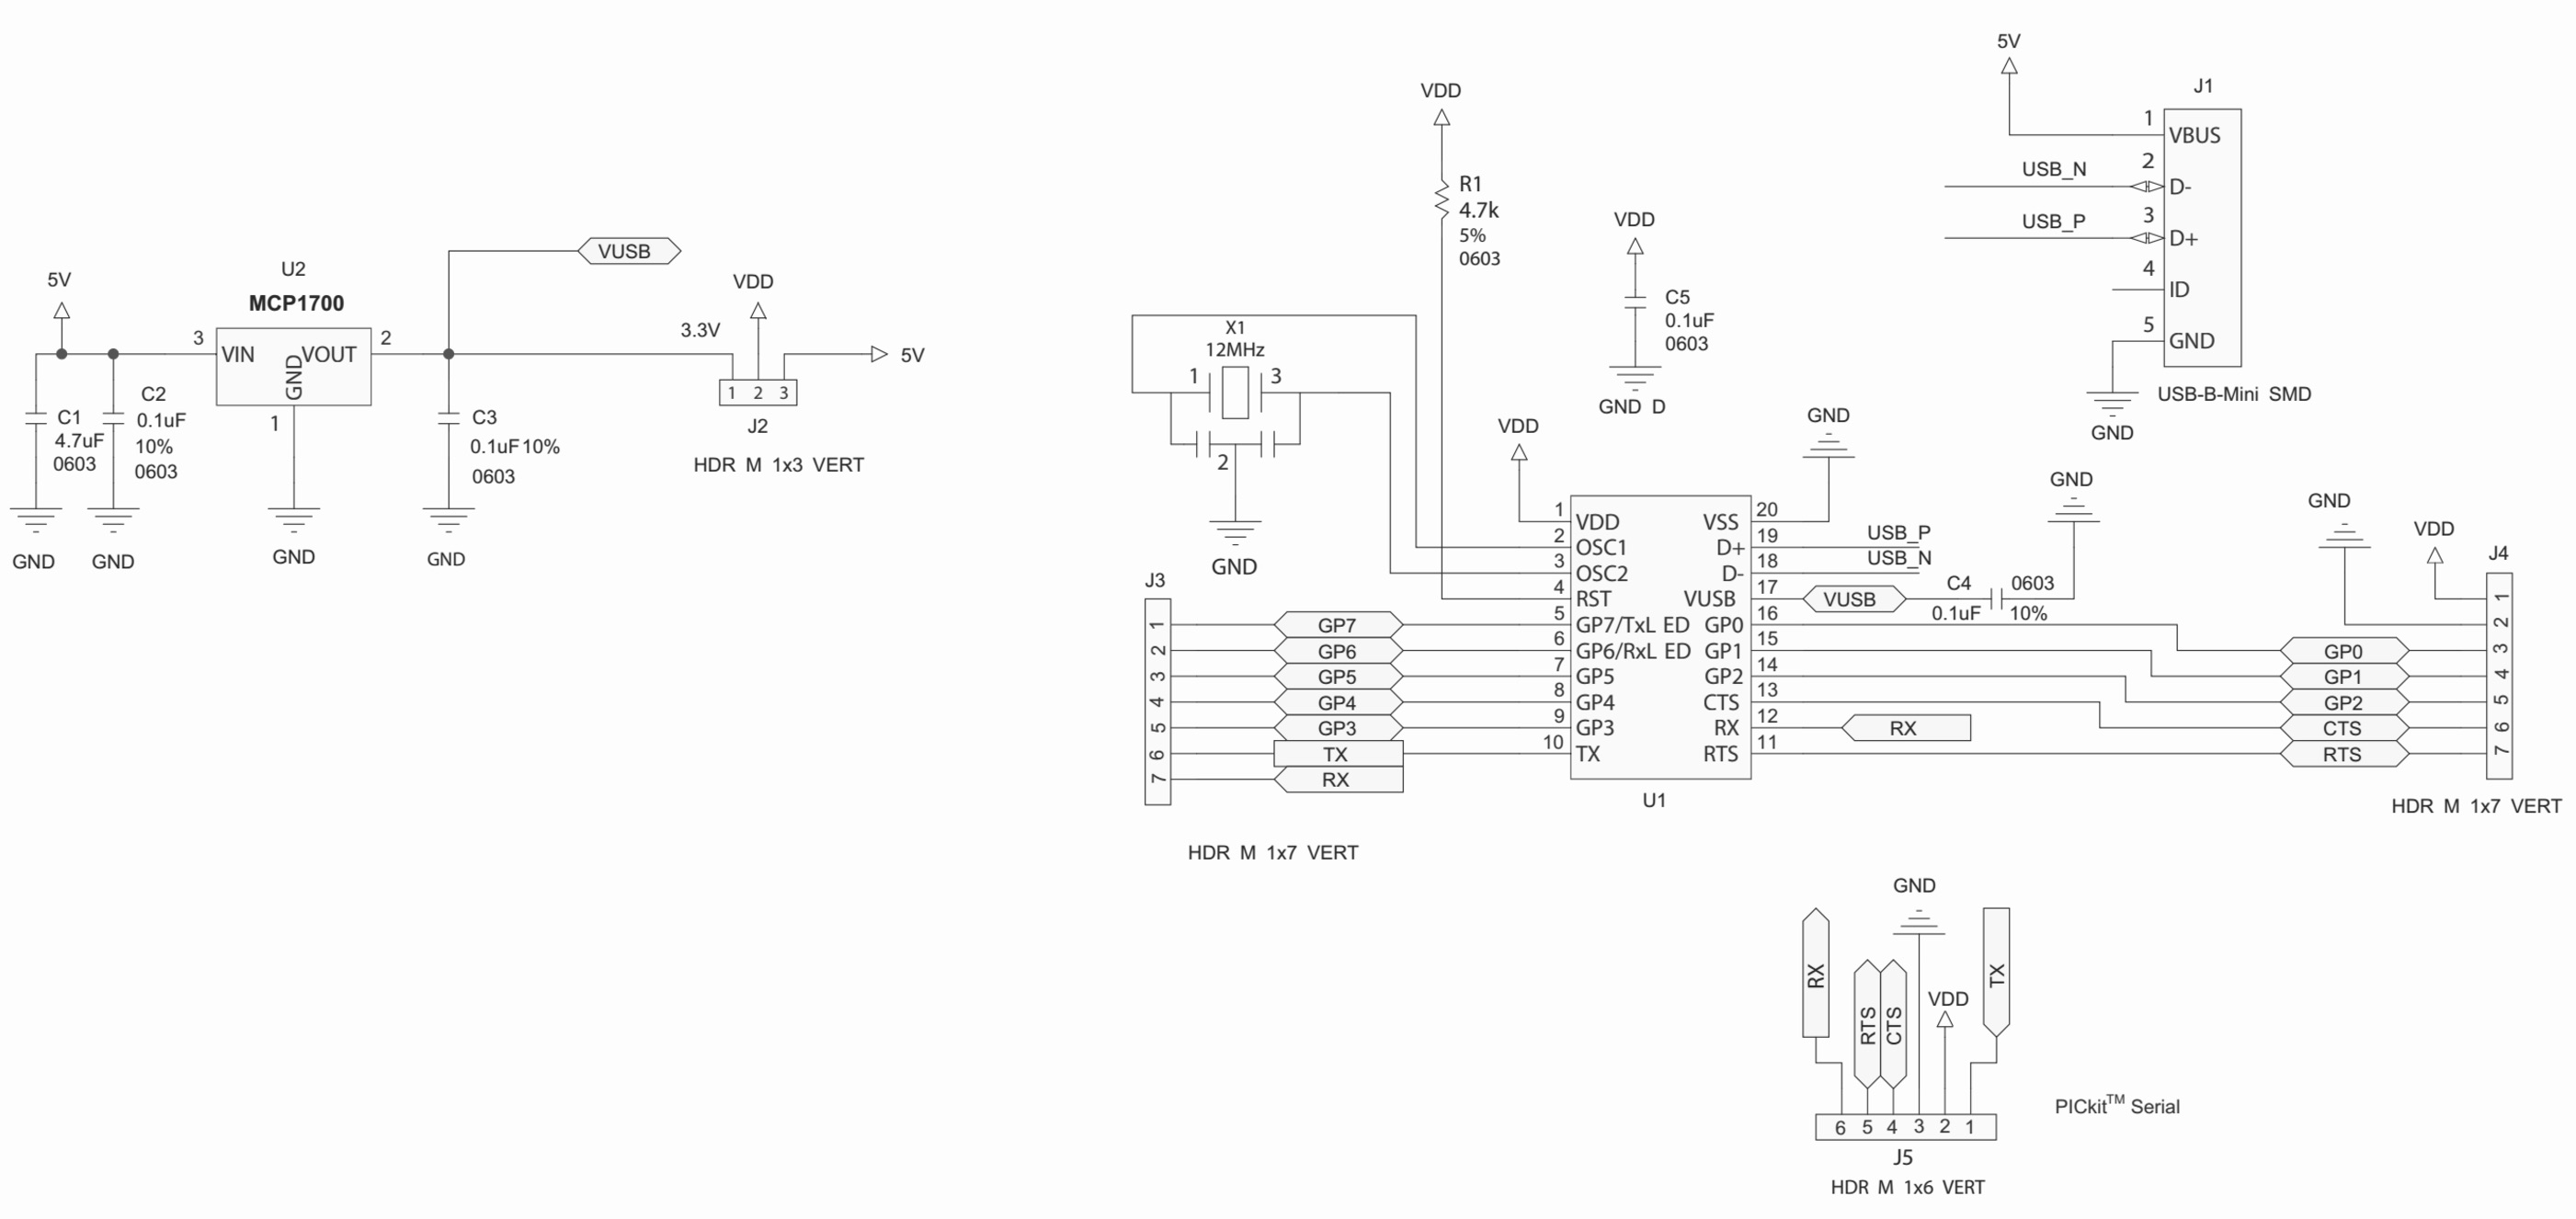 5V
U2
MCP1700
3
VIN
GND
VOUT
2
1
C1
4.7uF
0603
C2
0.1uF
10%
0603
GND
GND
GND
VUSB
C3
0.1uF 10%
0603
GND
3.3V
VDD
5V
1 2 3
J2
HDR M 1x3 VERT
VDD
R1
4.7k
5%
0603
X1
12MHz
1
3
2
GND
VDD
C5
0.1uF
0603
GND D
5V
J1
1
VBUS
USB_N
2
D-
USB_P
3
D+
4
ID
5
GND
USB-B-Mini SMD
GND
VDD
GND
1 VDD VSS 20
2 OSC1 D+ 19 USB_P
3 OSC2 D- 18 USB_N
4 RST VUSB 17 VUSB
C4
0.1uF
0603
10%
GND
5 GP7/TxL ED GP0 16
6 GP6/RxL ED GP1 15
7 GP5 GP2 14
8 GP4 CTS 13
9 GP3 RX 12 RX
10 TX RTS 11
U1
J3
1 GP7
2 GP6
3 GP5
4 GP4
5 GP3
6 TX
7 RX
HDR M 1x7 VERT
GND
VDD
J4
1
2
GP0 3
GP1 4
GP2 5
CTS 6
RTS 7
HDR M 1x7 VERT
GND
RX
RTS
CTS
VDD
TX
6 5 4 3 2 1
J5
HDR M 1x6 VERT
PICkit™ Serial